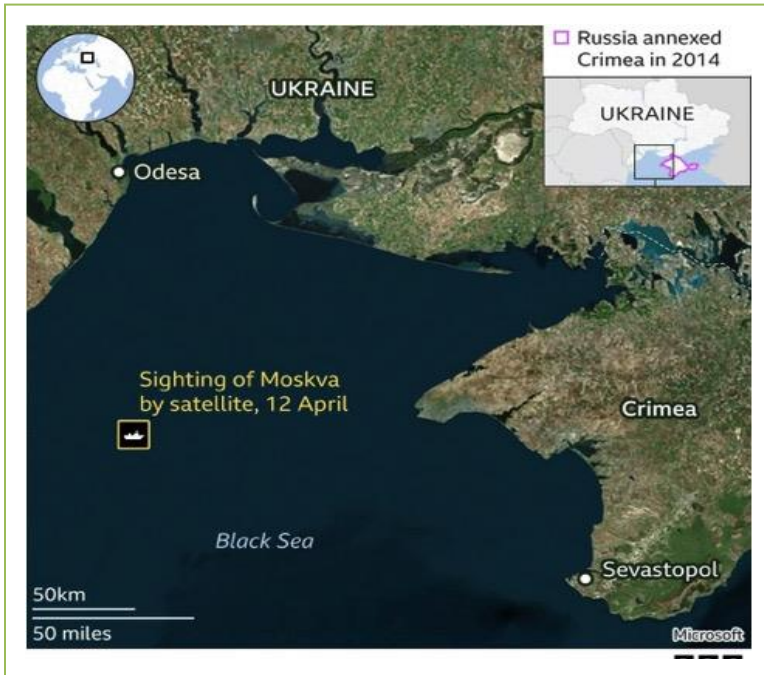 Russia annexed
Crimea in 2014
UKRAINE
UKRAINE
Odesa
Sighting of Moskva
by satellite, 12 April
Crimea
Black Sea
Sevastopol
50km
50 miles
Microsoft